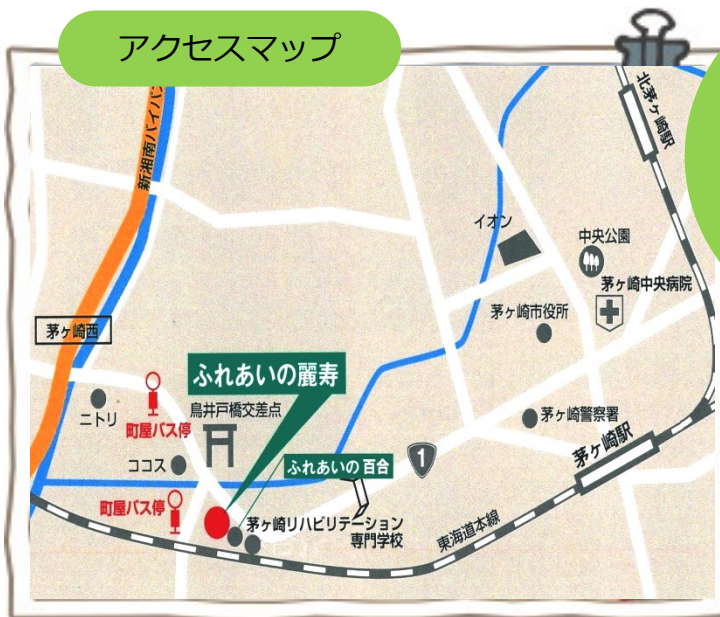 アクセスマップ
北茅ヶ崎駅
新湘南バイパス
イオン
中央公園
茅ヶ崎中央病院
茅ヶ崎市役所
茅ヶ崎西
ふれあいの麗寿
ニトリ
町屋バス停
鳥井戸橋交差点
茅ヶ崎警察署
1
茅ヶ崎駅
ココス
ふれあいの百合
町屋バス停
茅ヶ崎リハビリテーション
専門学校
東海道本線